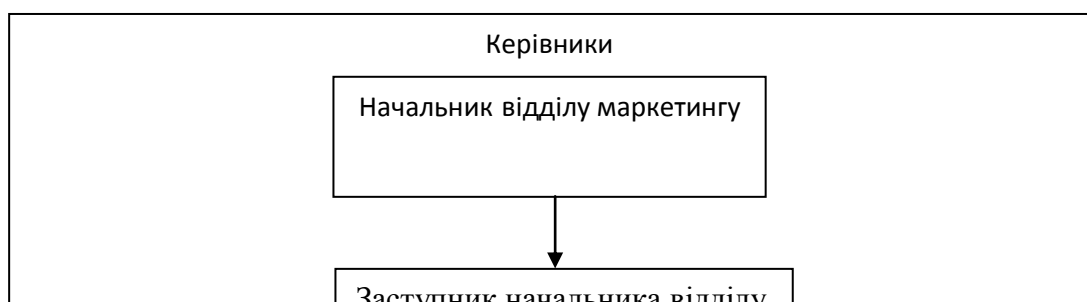 Керівники
Начальник відділу маркетингу
Заступник начальника відділу